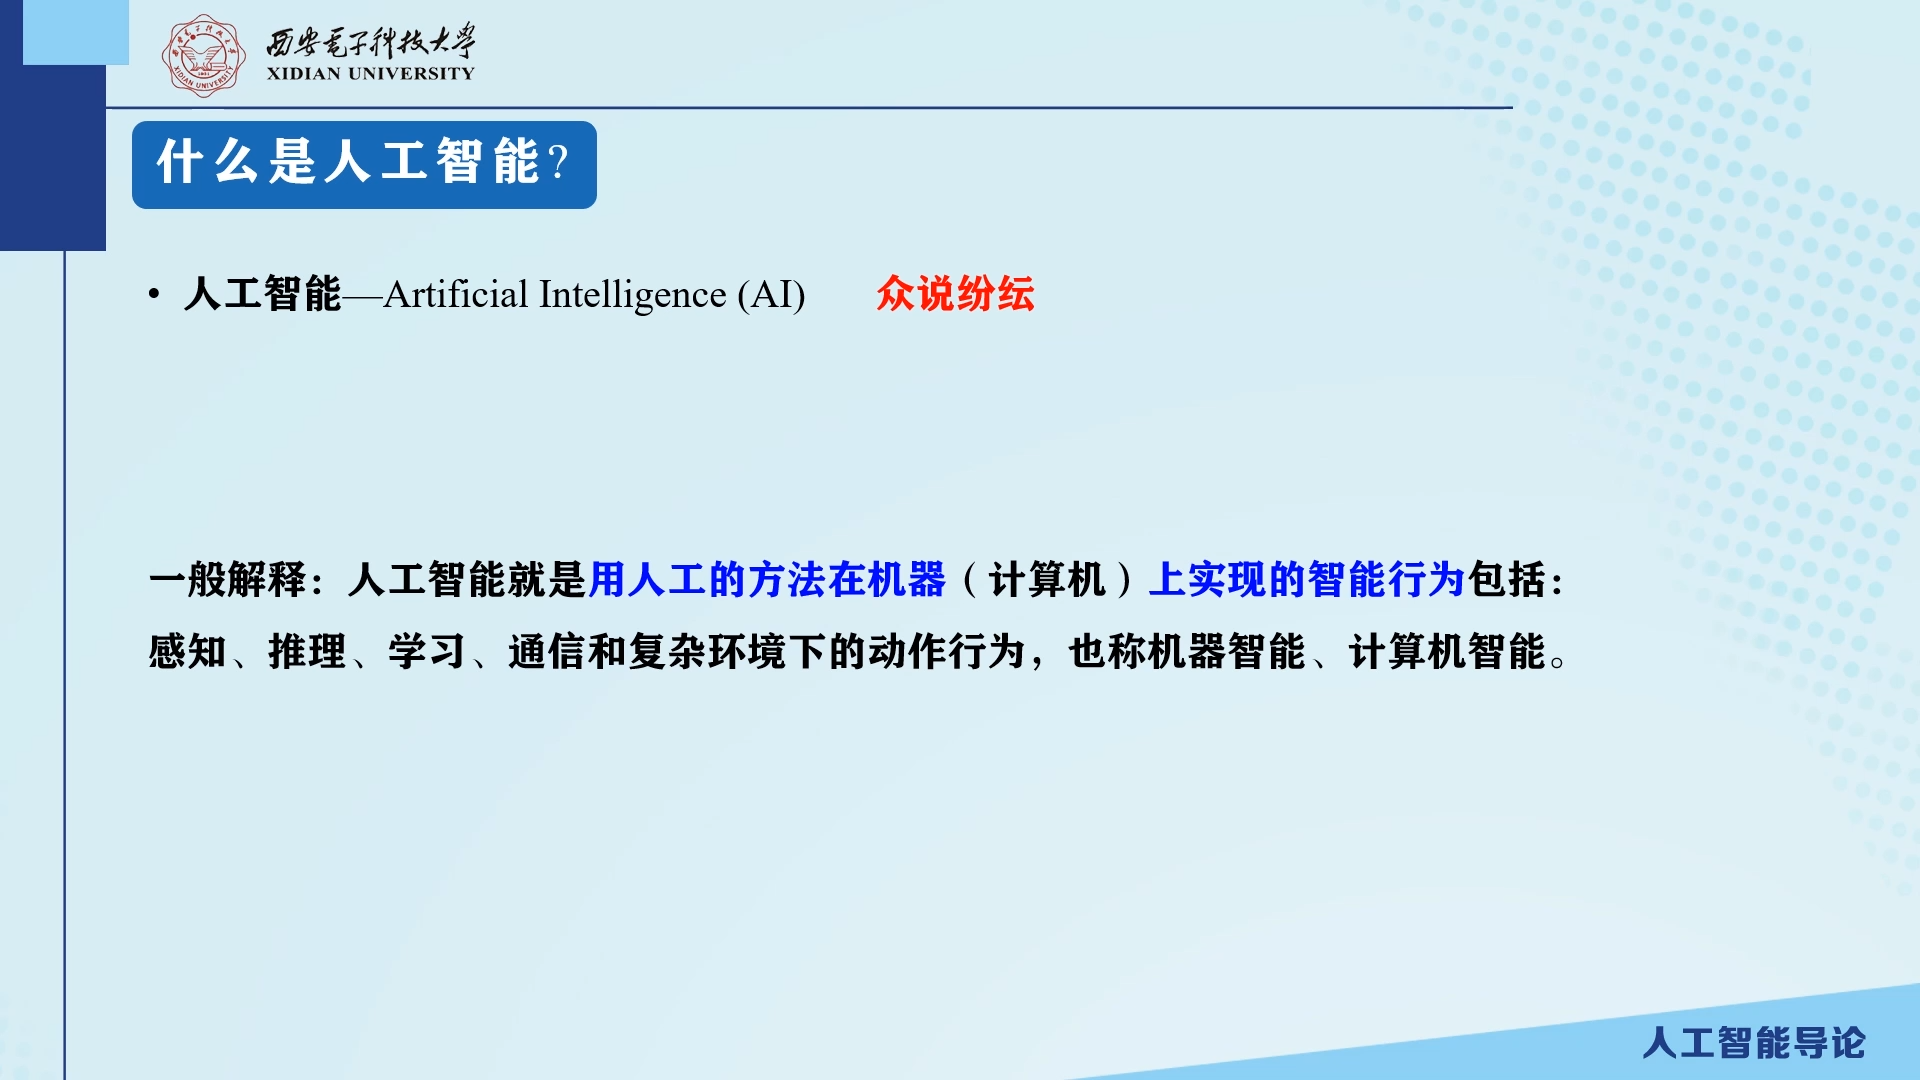 西安电子科技大学
XIDIAN UNIVERSITY
什么是人工智能?
• 人工智能—Artificial Intelligence (AI) 众说纷纭
一般解释：人工智能就是用人工的方法在机器（计算机）上实现的智能行为包括：
感知、推理、学习、通信和复杂环境下的动作行为，也称机器智能、计算机智能。
人工智能导论